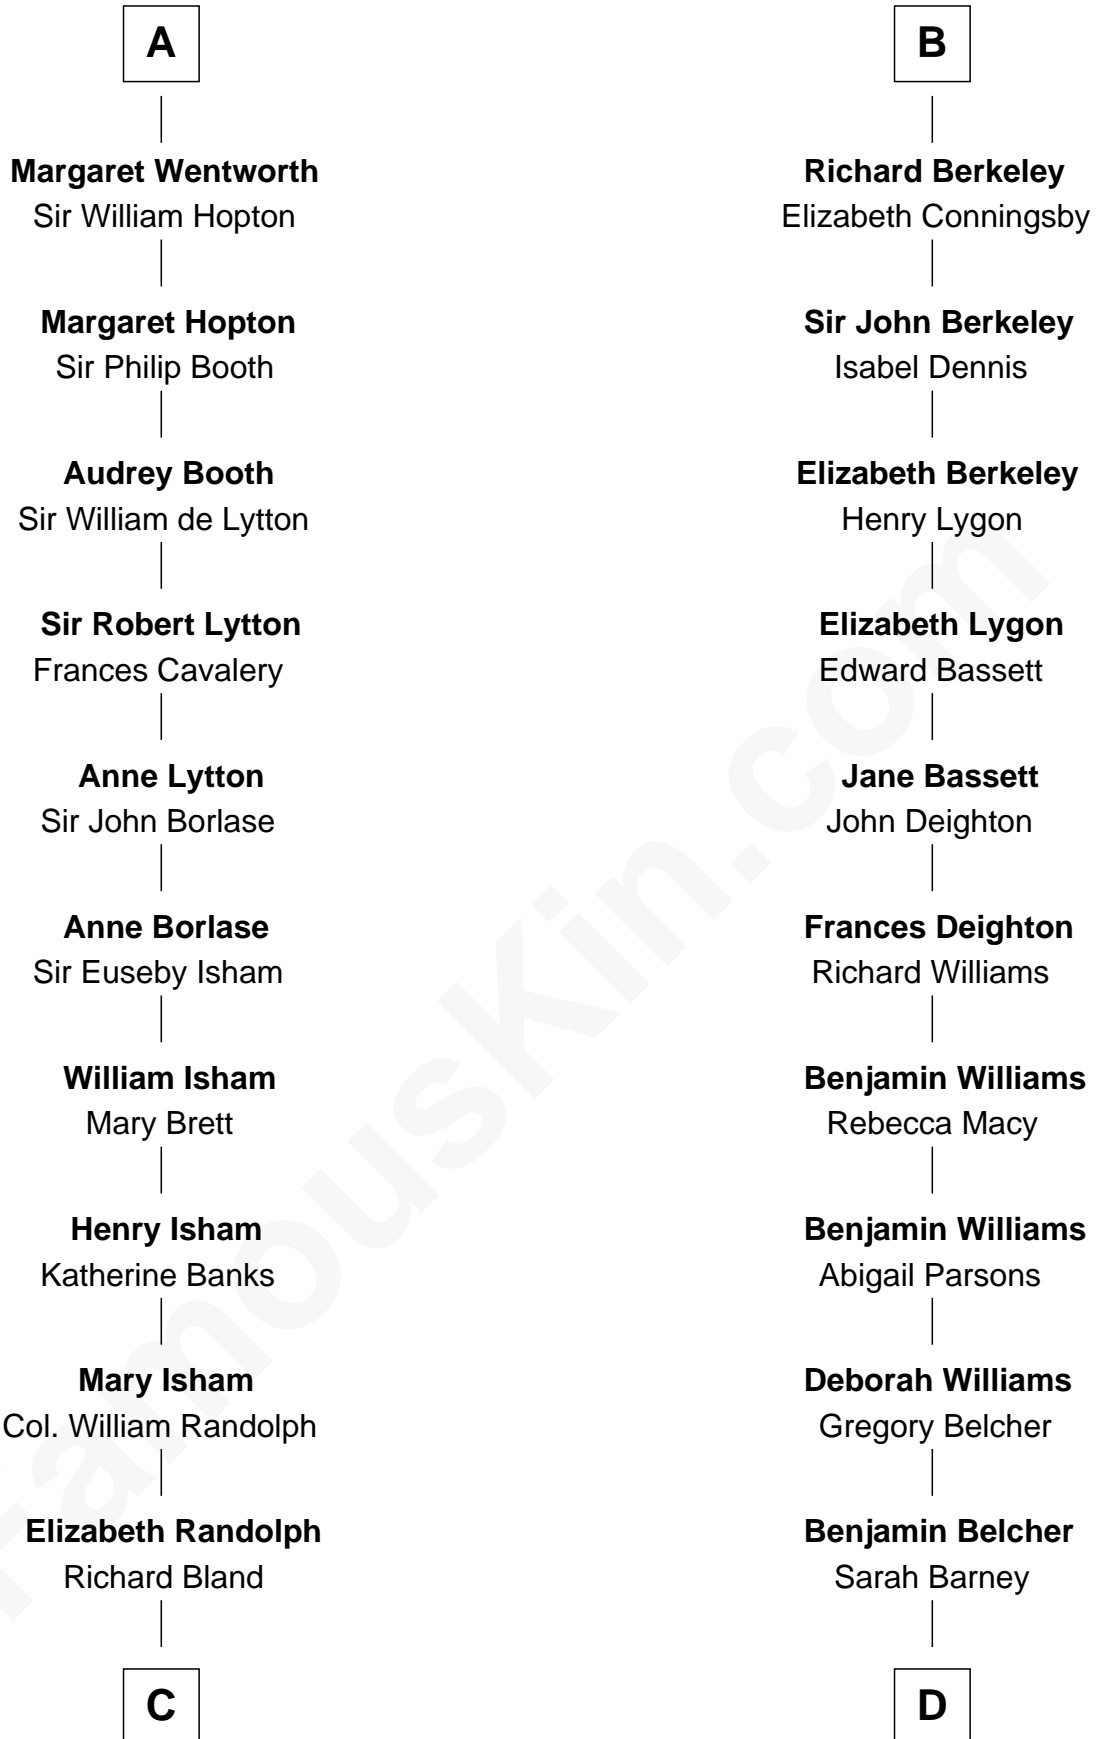 A
Margaret Wentworth
Sir William Hopton
Margaret Hopton
Sir Philip Booth
Audrey Booth
Sir William de Lytton
Sir Robert Lytton
Frances Cavalery
Anne Lytton
Sir John Borlase
Anne Borlase
Sir Euseby Isham
William Isham
Mary Brett
Henry Isham
Katherine Banks
Mary Isham
Col. William Randolph
Elizabeth Randolph
Richard Bland
C
B
Richard Berkeley
Elizabeth Conningsby
Sir John Berkeley
Isabel Dennis
Elizabeth Berkeley
Henry Lygon
Elizabeth Lygon
Edward Bassett
Jane Bassett
John Deighton
Frances Deighton
Richard Williams
Benjamin Williams
Rebecca Macy
Benjamin Williams
Abigail Parsons
Deborah Williams
Gregory Belcher
Benjamin Belcher
Sarah Barney
D
FamousKin.com